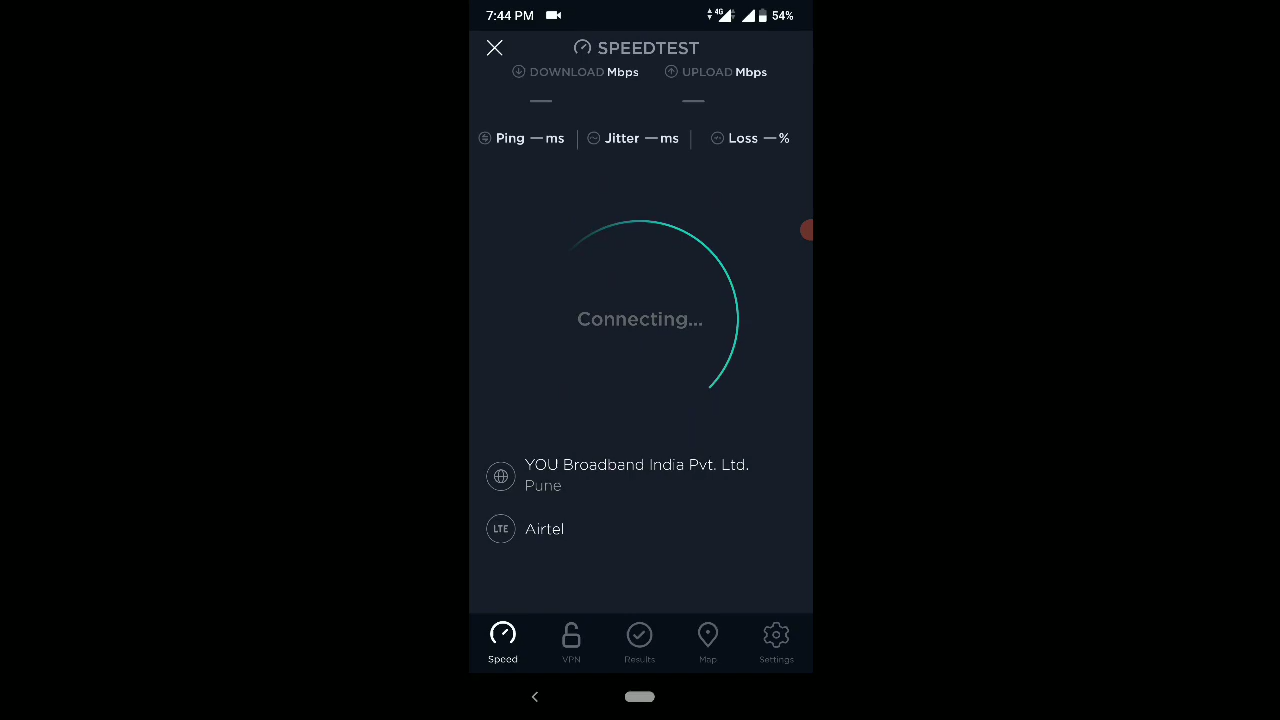 7:44 PM 4G 54%
SPEEDTEST
DOWNLOAD Mbps UPLOAD Mbps
— —
Ping — ms Jitter — ms Loss — %
Connecting...
YOU Broadband India Pvt. Ltd.
Pune
LTE Airtel
Speed VPN Results Map Settings